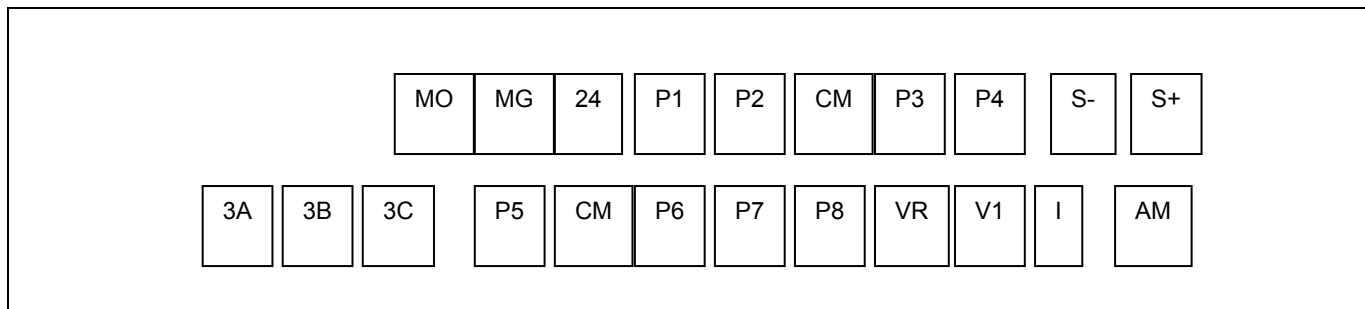 MO MG 24 P1 P2 CM P3 P4 S- S+
3A 3B 3C P5 CM P6 P7 P8 VR V1 I AM